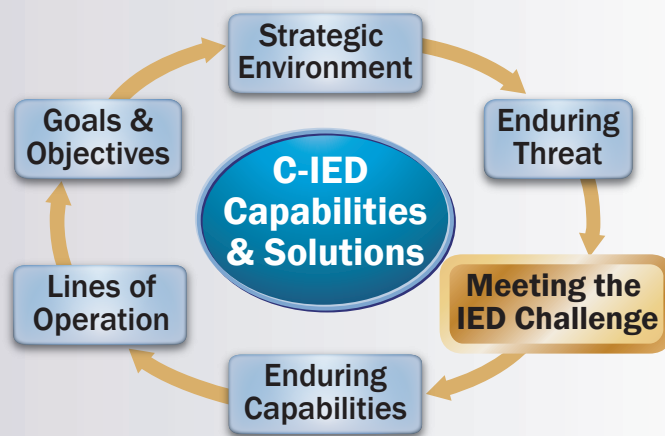 Strategic
Environment
Enduring
Threat
Meeting the
IED Challenge
Enduring
Capabilities
Lines of
Operation
Goals &
Objectives
C-IED
Capabilities
& Solutions